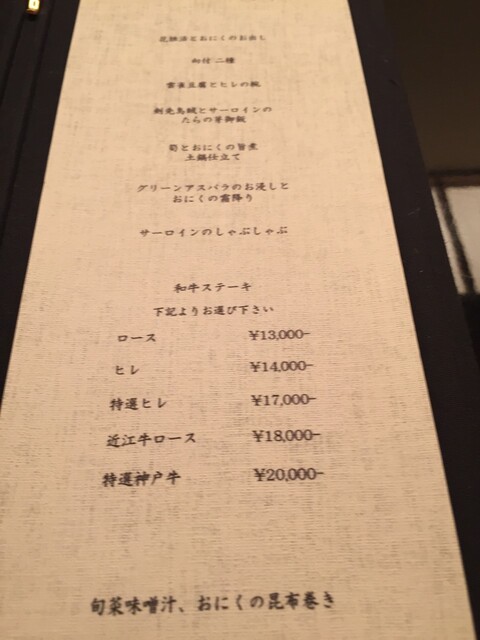 花独活とおにくのお出し
向付 二種
雲雀豆腐とヒレの椀
剣先烏賊とサーロインの
たらの芽御飯
筍とおにくの旨煮
土鍋仕立て
グリーンアスパラのお浸しと
おにくの霜降り
サーロインのしゃぶしゃぶ
和牛ステーキ
下記よりお選び下さい
ロース ¥13,000-
ヒレ ¥14,000-
特選ヒレ ¥17,000-
近江牛ロース ¥18,000-
特選神戸牛 ¥20,000-
旬菜味噌汁、おにくの昆布巻き